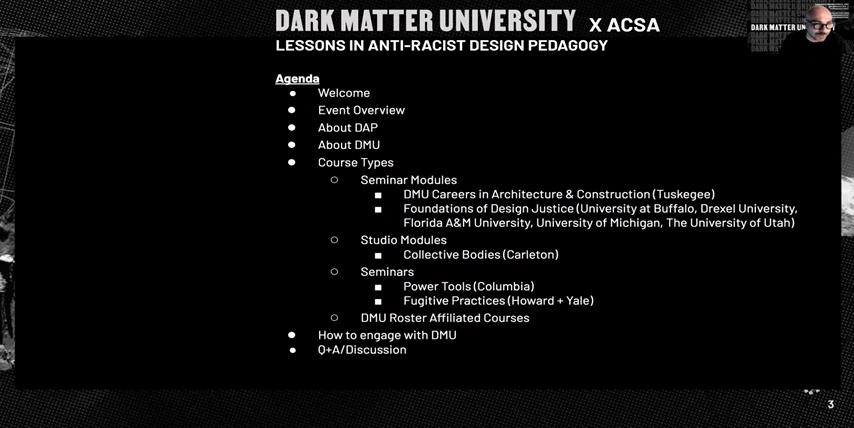 DARK MATTER UNIVERSITY X ACSA
LESSONS IN ANTI-RACIST DESIGN PEDAGOGY
DARK MATTER UN
Agenda
Welcome
Event Overview
About DAP
About DMU
Course Types
Seminar Modules
DMU Careers in Architecture & Construction (Tuskegee)
Foundations of Design Justice (University at Buffalo, Drexel University,
Florida A&M University, University of Michigan, The University of Utah)
Studio Modules
Collective Bodies (Carleton)
Seminars
Power Tools (Columbia)
Fugitive Practices (Howard + Yale)
DMU Roster Affiliated Courses
How to engage with DMU
Q+A/Discussion
3